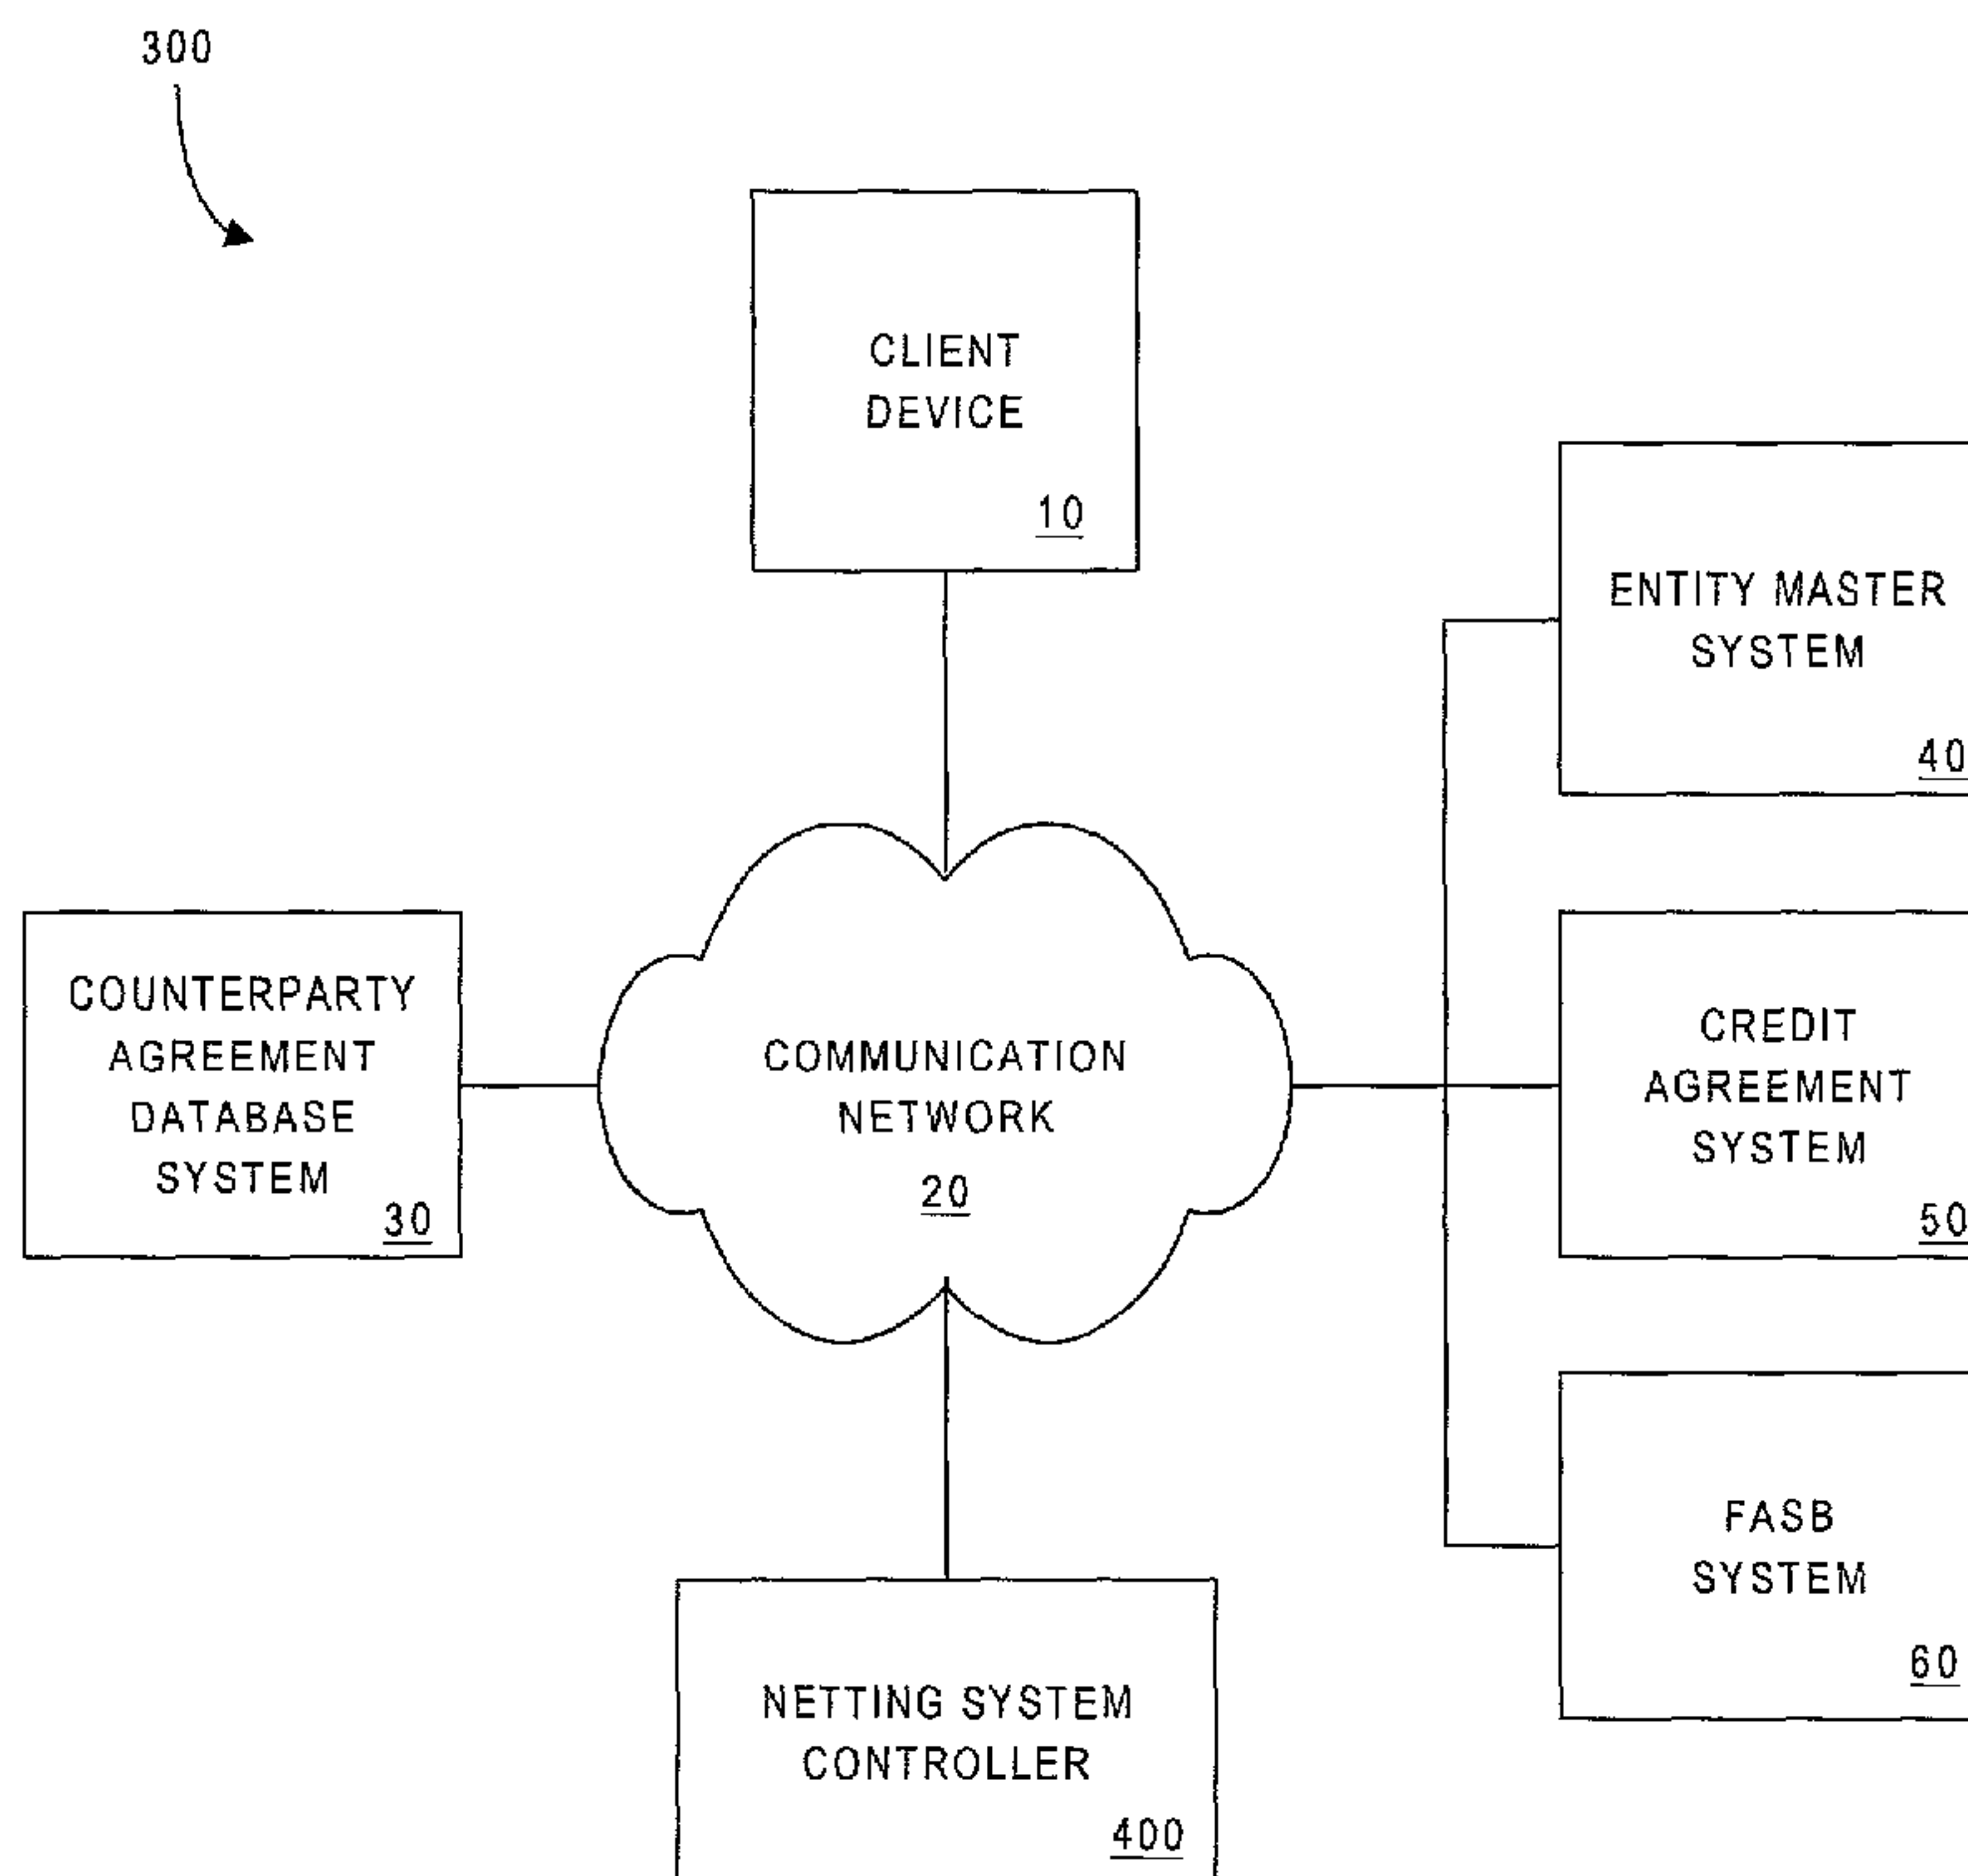 300
CLIENT
DEVICE
10
ENTITY MASTER
SYSTEM
40
COUNTERPARTY
AGREEMENT
DATABASE
SYSTEM
30
COMMUNICATION
NETWORK
20
CREDIT
AGREEMENT
SYSTEM
50
FASB
SYSTEM
60
NETTING SYSTEM
CONTROLLER
400